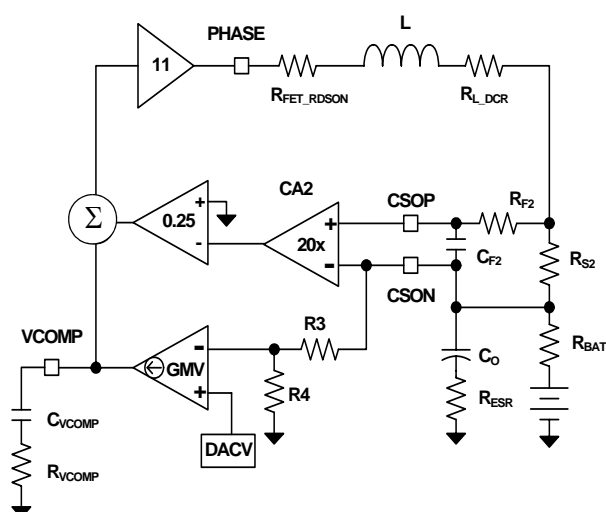 PHASE
L
11
RFET_RDSON
RL_DCR
CA2
CSOP
RF2
Σ
0.25
+
-
20x
+
-
CF2
RS2
CSON
VCOMP
R3
RBAT
GMV
-
+
R4
CO
RESR
CVCOMP
DACV
RVCOMP